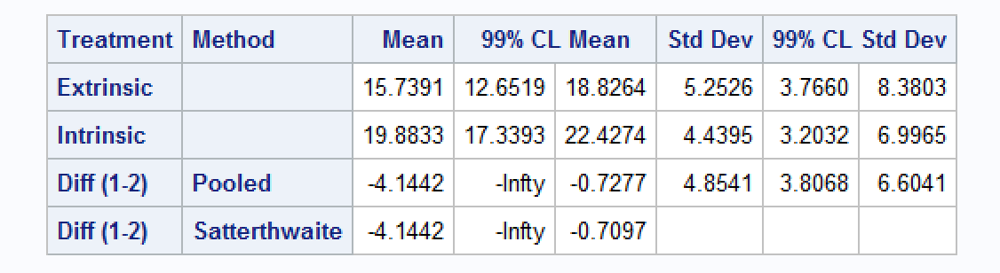 Treatment Method Mean 99% CL Mean Std Dev 99% CL Std Dev
Extrinsic 15.7391 12.6519 18.8264 5.2526 3.7660 8.3803
Intrinsic 19.8833 17.3393 22.4274 4.4395 3.2032 6.9965
Diff (1-2) Pooled -4.1442 -Infty -0.7277 4.8541 3.8068 6.6041
Diff (1-2) Satterthwaite -4.1442 -Infty -0.7097